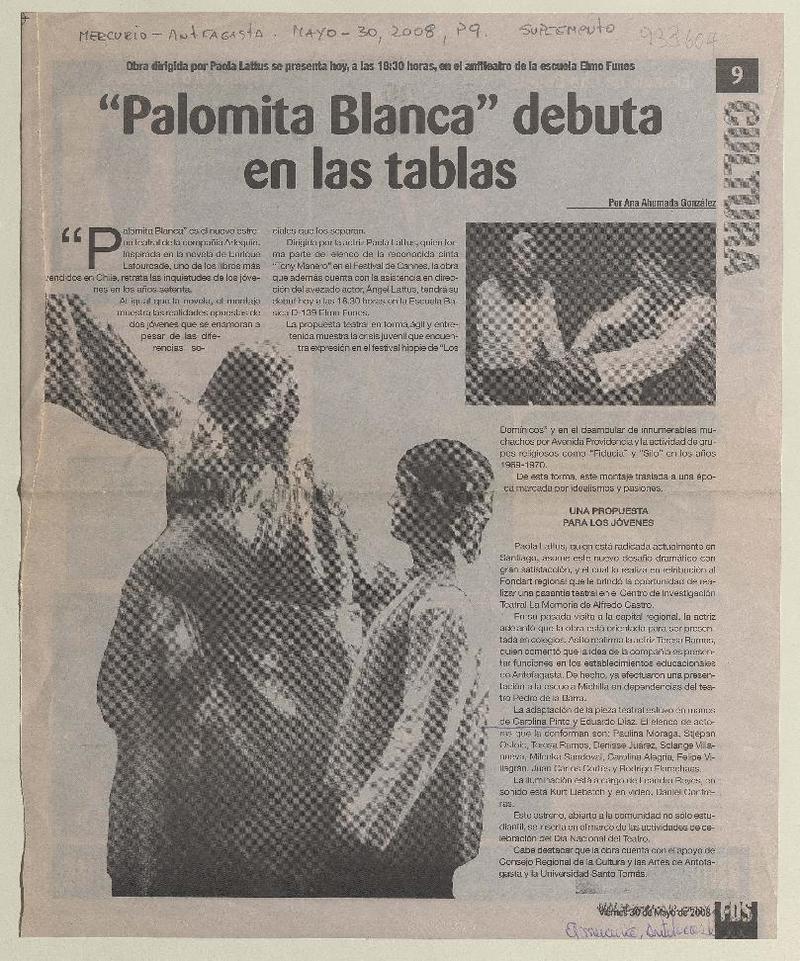 MERCURIO - ANTOFAGASTA. MAYO - 30, 2008, P9. SUPLEMENTO 933604
Obra dirigida por Paola Lattus se presenta hoy, a las 18:30 horas, en el anfiteatro de la escuela Elmo Funes
9
CULTURA
“Palomita Blanca” debuta
en las tablas
Por Ana Ahumada González
“Palomita Blanca” es el nuevo estre-
no teatral de la compañía Arlequín.
Inspirada en la novela de Enrique
Lafourcade, uno de los libros más
vendidos en Chile, retrata las inquietudes de los jóve-
nes en los años setenta.
Al igual que la novela, el montaje
muestra las realidades opuestas de
dos jóvenes que se enamoran a
pesar de las dife-
rencias so-
ciales que los separan.
Dirigida por la actriz Paola Lattus, quien for-
ma parte del elenco de la reconocida cinta
“Tony Manero” en el Festival de Cannes, la obra
que además cuenta con la asistencia en direc-
ción del avezado actor, Ángel Lattus, tendrá su
debut hoy a las 18.30 horas en la Escuela Bá-
sica D-139 Elmo Funes.
La propuesta teatral en forma ágil y entre-
tenida muestra la crisis juvenil que encuen-
tra expresión en el festival hippie de “Los
Domínicos” y en el deambular de innumerables mu-
chachos por Avenida Providencia y la actividad de gru-
pos religiosos como “Fiducia” y “Silo” en los años
1969-1970.
De esta forma, este montaje traslada a una épo-
ca marcada por idealismos y pasiones.
UNA PROPUESTA
PARA LOS JÓVENES
Paola Lattus, quien está radicada actualmente en
Santiago, asume este nuevo desafío dramático con
gran satisfacción, y el cual lo realiza en retribución al
Fondart regional que le brindó la oportunidad de rea-
lizar una pasantía teatral en el Centro de Investigación
Teatral La Memoria de Alfredo Castro.
En su pasada visita a la capital regional, la actriz
adelantó que la obra está orientada para ser presen-
tada en colegios. Así lo reafirma la actriz Teresa Ramos,
quien comentó que la idea de la compañía es presen-
tar funciones en los establecimientos educacionales
de Antofagasta. De hecho, ya efectuaron una presen-
tación a la escuela Michilla en dependencias del tea-
tro Pedro de la Barra.
La adaptación de la pieza teatral estuvo en manos
de Carolina Pinto y Eduardo Díaz. El elenco de acto-
res que la conforman son: Paulina Moraga, Stjepan
Ostoic, Teresa Ramos, Denisse Juárez, Solange Villa-
nueva, Milenka Sandoval, Carolina Alegría, Felipe Vi-
llagrán, Juan Carlos Cortés y Rodrigo
La iluminación está a cargo de Leandro Reyes, en
sonido está Kurt Liebsch y en video, Daniel Contre-
ras.
Este estreno, abierto a la comunidad no sólo estu-
diantil, se inserta en el marco de las actividades de ce-
lebración del Día Nacional del Teatro.
Cabe destacar que la obra cuenta con el apoyo de
Consejo Regional de la Cultura y las Artes de Antofa-
gasta y la Universidad Santo Tomás.
Viernes 30 de Mayo de 2008
FDS
El mercurio, Antofagasta